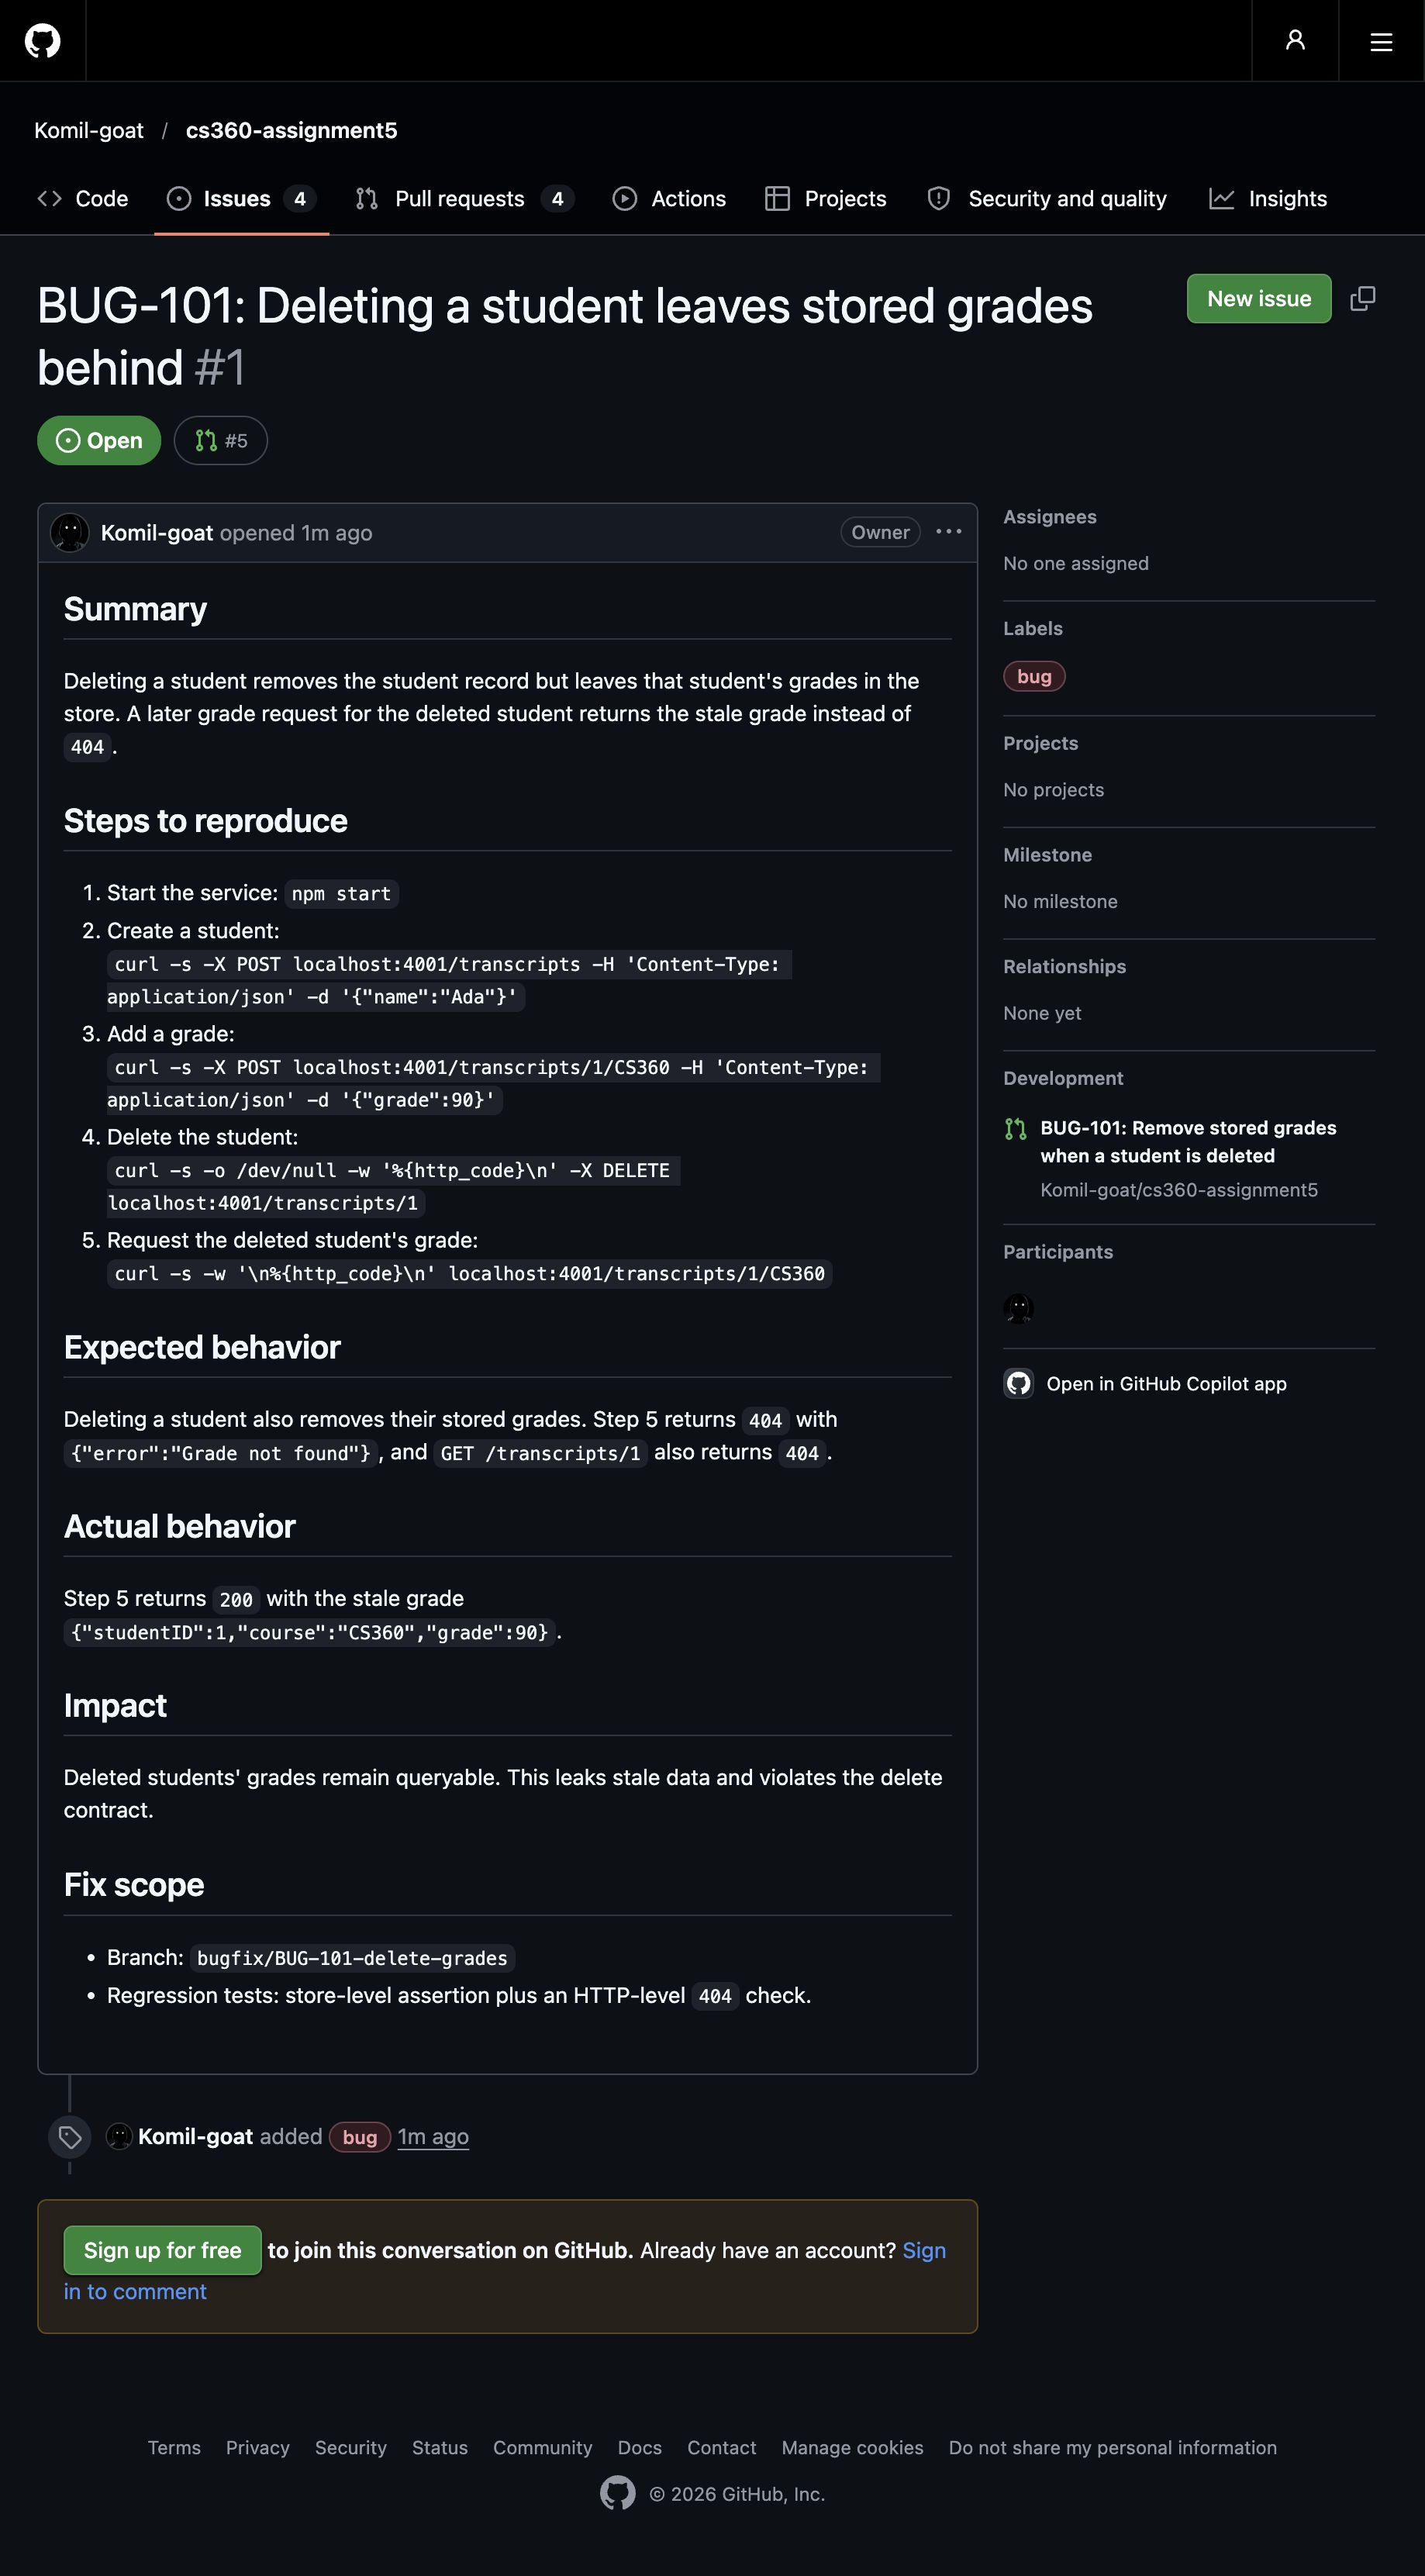 Komil-goat / cs360-assignment5
Code Issues 4 Pull requests 4 Actions Projects Security and quality Insights
BUG-101: Deleting a student leaves stored grades
behind #1
New issue
Open #5
Komil-goat opened 1m ago Owner
Summary
Deleting a student removes the student record but leaves that student's grades in the
store. A later grade request for the deleted student returns the stale grade instead of
404 .
Steps to reproduce
1. Start the service: npm start
2. Create a student:
curl -s -X POST localhost:4001/transcripts -H 'Content-Type:
application/json' -d '{"name":"Ada"}'
3. Add a grade:
curl -s -X POST localhost:4001/transcripts/1/CS360 -H 'Content-Type:
application/json' -d '{"grade":90}'
4. Delete the student:
curl -s -o /dev/null -w '%{http_code}\n' -X DELETE
localhost:4001/transcripts/1
5. Request the deleted student's grade:
curl -s -w '\n%{http_code}\n' localhost:4001/transcripts/1/CS360
Expected behavior
Deleting a student also removes their stored grades. Step 5 returns 404 with
{"error":"Grade not found"} , and GET /transcripts/1 also returns 404 .
Actual behavior
Step 5 returns 200 with the stale grade
{"studentID":1,"course":"CS360","grade":90} .
Impact
Deleted students' grades remain queryable. This leaks stale data and violates the delete
contract.
Fix scope
• Branch: bugfix/BUG-101-delete-grades
• Regression tests: store-level assertion plus an HTTP-level 404 check.
Komil-goat added bug 1m ago
Sign up for free to join this conversation on GitHub. Already have an account? Sign
in to comment
Assignees
No one assigned
Labels
bug
Projects
No projects
Milestone
No milestone
Relationships
None yet
Development
BUG-101: Remove stored grades
when a student is deleted
Komil-goat/cs360-assignment5
Participants
Open in GitHub Copilot app
Terms Privacy Security Status Community Docs Contact Manage cookies Do not share my personal information
© 2026 GitHub, Inc.